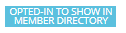 OPTED-IN TO SHOW IN
MEMBER DIRECTORY